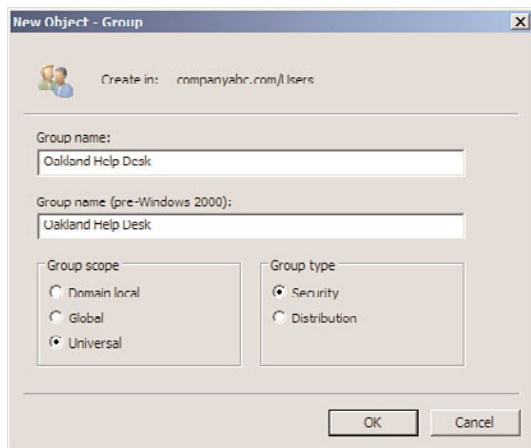 New Object - Group
Create in: companyabc.com/Users
Group name:
Oakland Help Desk
Group name (pre-Windows 2000):
Oakland Help Desk
Group scope
Domain local
Global
Universal
Group type
Security
Distribution
OK
Cancel